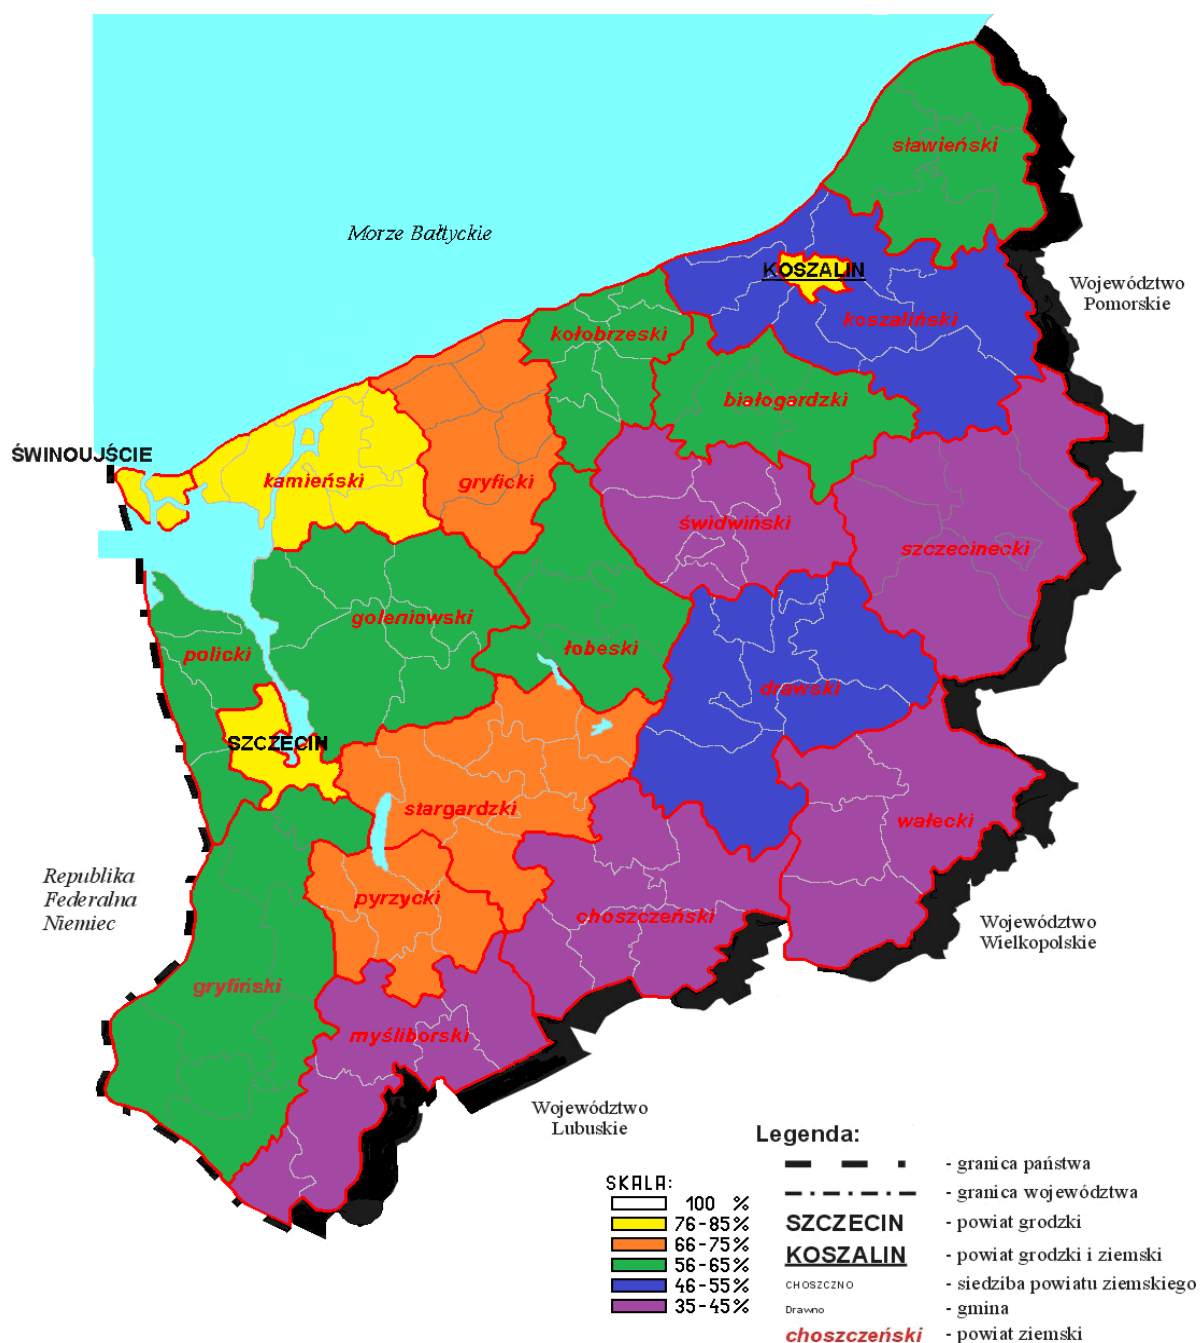 sławieński
Morze Bałtyckie
KOSZALIN
Województwo
Pomorskie
koszaliński
kołobrzeski
białogardzki
ŚWINOUJŚCIE
kamieński
gryficki
świdwiński
szczecinecki
goleniowski
policki
łobeski
drawski
SZCZECIN
stargardzki
wałecki
Republika
Federalna
Niemiec
pyrzycki
choszczeński
Województwo
Wielkopolskie
gryfiński
myśliborski
Województwo
Lubuskie
Legenda:
- granica państwa
- granica województwa
SZCZECIN - powiat grodzki
KOSZALIN - powiat grodzki i ziemski
CHOSZCZNO - siedziba powiatu ziemskiego
Drawno - gmina
choszczeński - powiat ziemski
SKALA:
100 %
76-85%
66-75%
56-65%
46-55%
35-45%